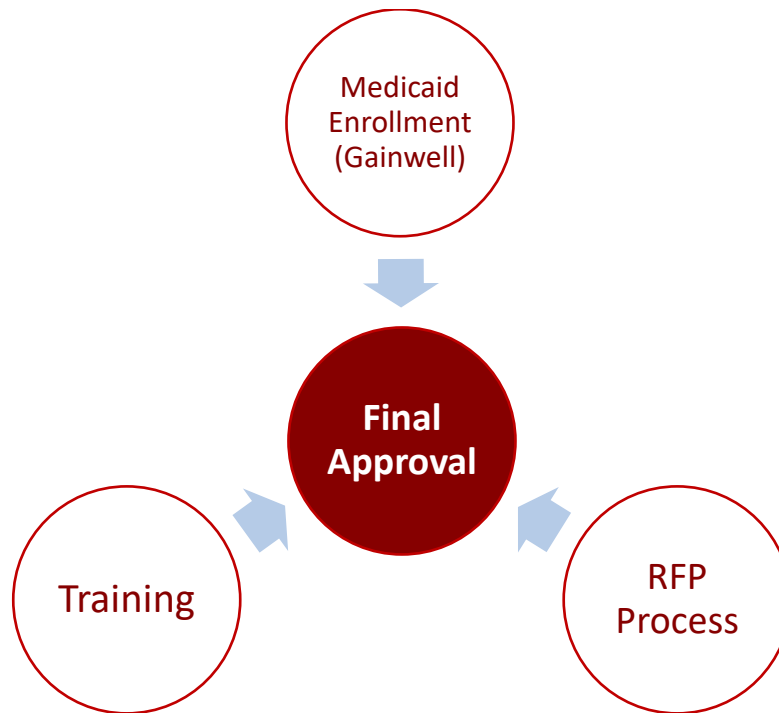 Medicaid
Enrollment
(Gainwell)
Final
Approval
Training
RFP
Process